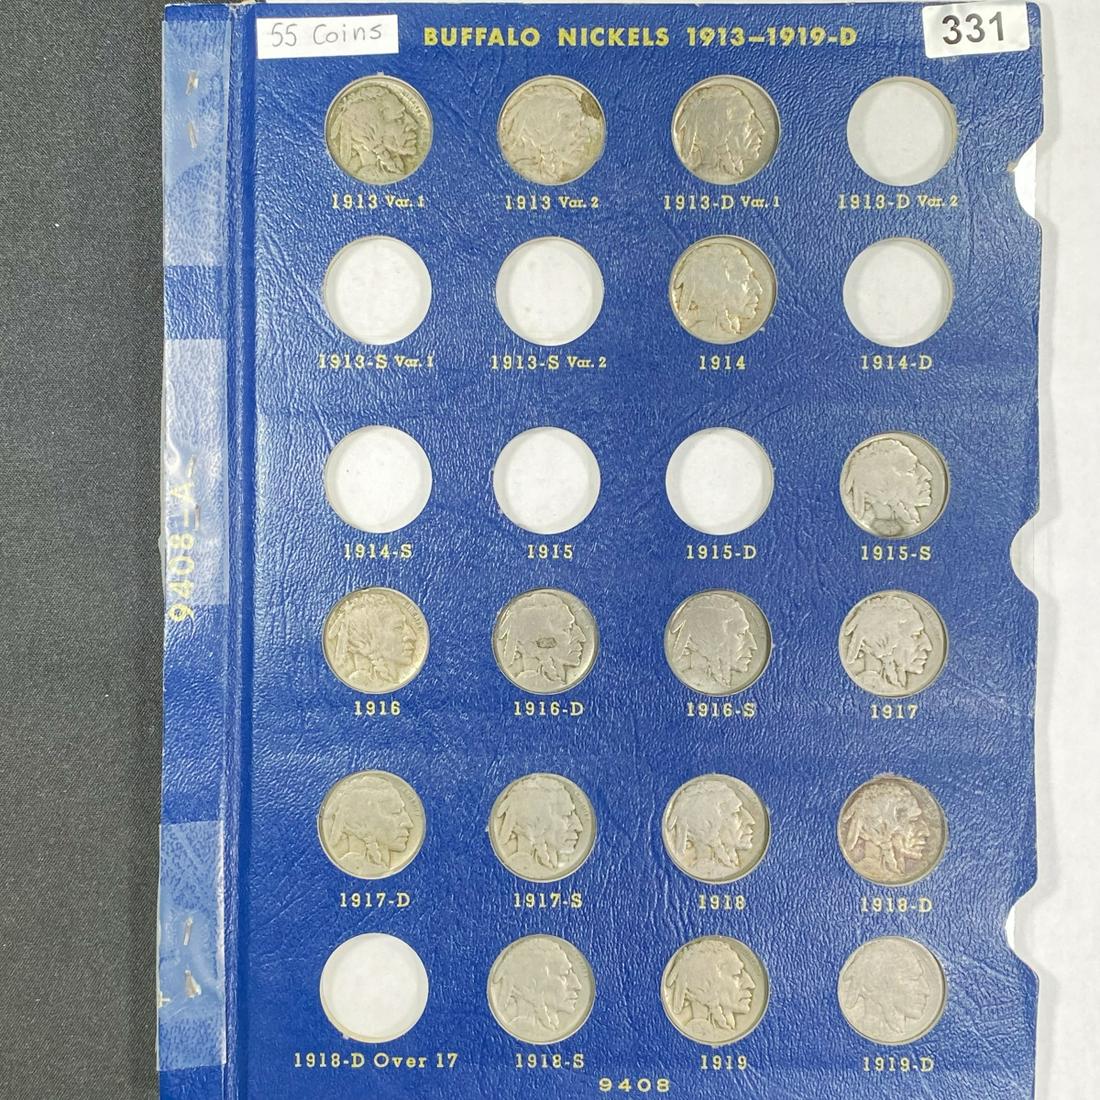 55 Coins
BUFFALO NICKELS 1913–1919-D
331
1913 Var. 1
1913 Var. 2
1913-D Var. 1
1913-D Var. 2
1913-S Var. 1
1913-S Var. 2
1914
1914-D
1914-S
1915
1915-D
1915-S
1916
1916-D
1916-S
1917
1917-D
1917-S
1918
1918-D
1918-D Over 17
1918-S
1919
1919-D
9408
9408–A